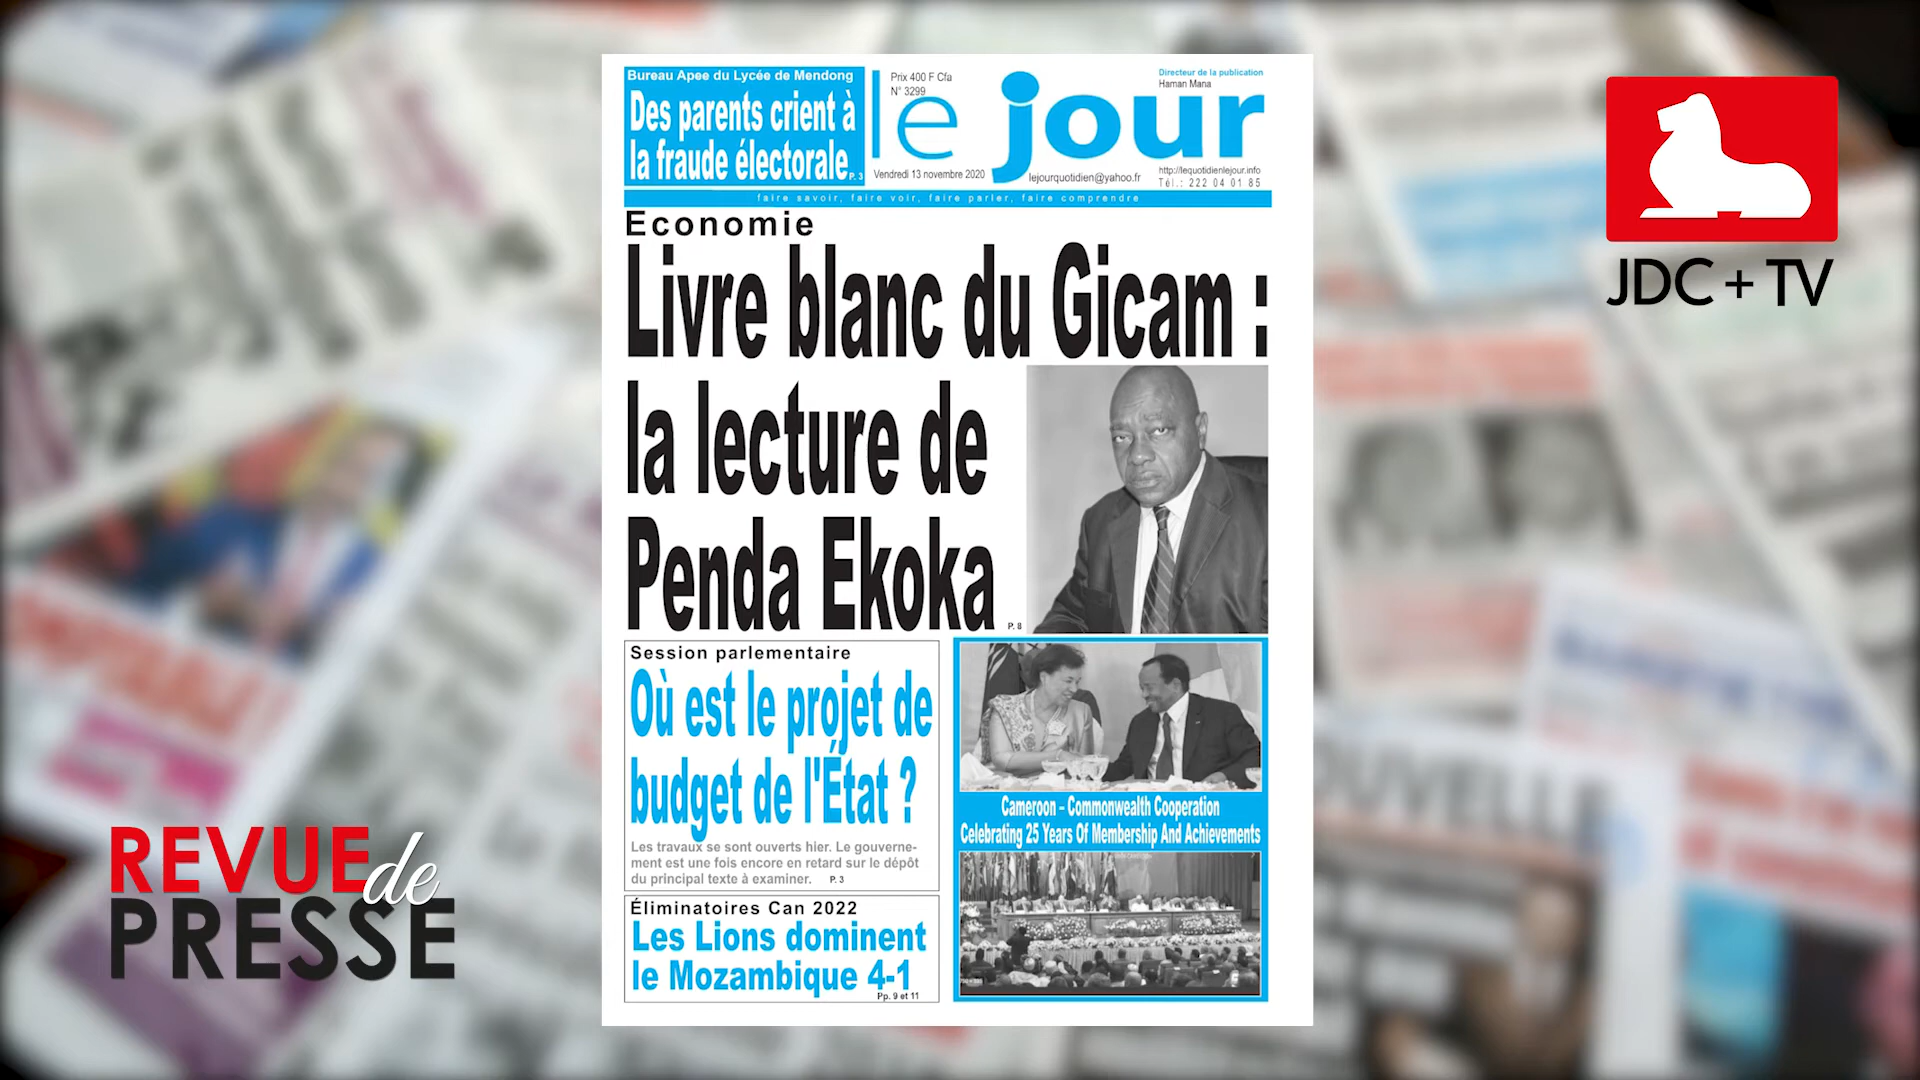 Bureau Apee du Lycée de Mendong
Des parents crient à
la fraude électorale P. 3
Prix 400 F Cfa
N° 3299
le jour
Directeur de la publication
Haman Mana
Vendredi 13 novembre 2020
lejourquotidien@yahoo.fr
http://lequotidienlejour.info
Tél.: 222 04 01 85
faire savoir, faire voir, faire parler, faire comprendre
Economie
Livre blanc du Gicam :
la lecture de
Penda Ekoka
P. 8
Session parlementaire
Où est le projet de
budget de l'État ?
Les travaux se sont ouverts hier. Le gouverne-
ment est une fois encore en retard sur le dépôt
du principal texte à examiner. P. 3
Éliminatoires Can 2022
Les Lions dominent
le Mozambique 4-1
Pp. 9 et 11
Cameroon - Commonwealth Cooperation
Celebrating 25 Years Of Membership And Achievements
JDC + TV
REVUE de
PRESSE